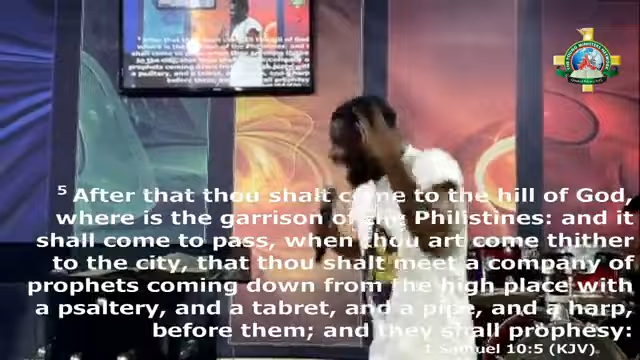 5 After that thou shalt come to the hill of God,
where is the garrison of the Philistines: and it
shall come to pass, when thou art come thither
to the city, that thou shalt meet a company of
prophets coming down from the high place with
a psaltery, and a tabret, and a pipe, and a harp,
before them; and they shall prophesy:
1 Samuel 10:5 (KJV).